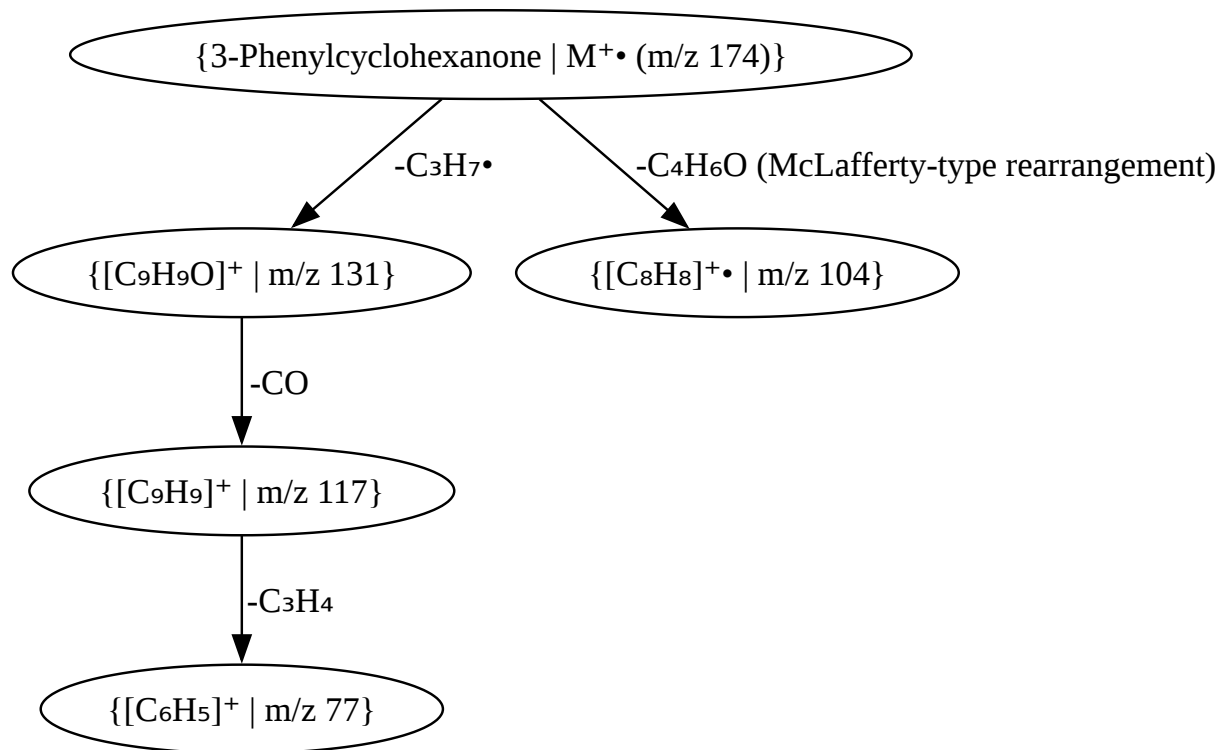 {3-Phenylcyclohexanone | M⁺• (m/z 174)}
-C₃H₇•
-C₄H₆O (McLafferty-type rearrangement)
{[C₉H₉O]⁺ | m/z 131}
{[C₈H₈]⁺• | m/z 104}
-CO
{[C₉H₉]⁺ | m/z 117}
-C₃H₄
{[C₆H₅]⁺ | m/z 77}